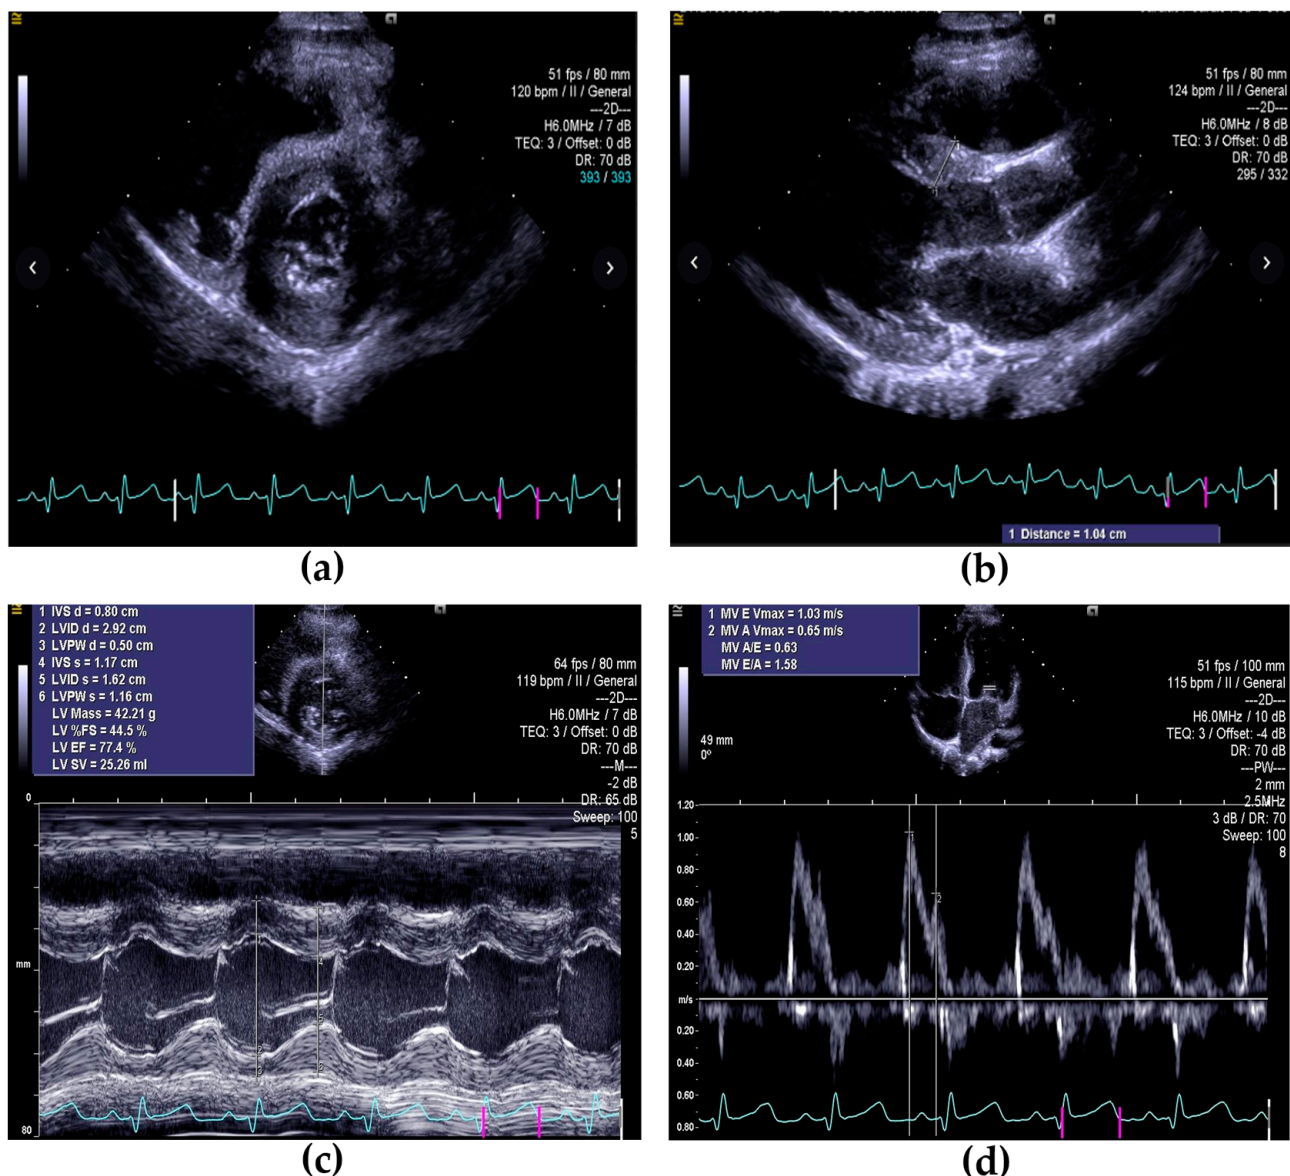 51 fps / 80 mm
120 bpm / II / General
---2D---
H6.0MHz / 7 dB
TEQ: 3 / Offset: 0 dB
DR: 70 dB
393 / 393
(a)
51 fps / 80 mm
124 bpm / II / General
---2D---
H6.0MHz / 8 dB
TEQ: 3 / Offset: 0 dB
DR: 70 dB
295 / 332
1 Distance = 1.04 cm
(b)
1 IVS d = 0.80 cm
2 LVID d = 2.92 cm
3 LVPW d = 0.50 cm
4 IVS s = 1.17 cm
5 LVID s = 1.62 cm
6 LVPW s = 1.16 cm
LV Mass = 42.21 g
LV %FS = 44.5 %
LV EF = 77.4 %
LV SV = 25.26 ml
64 fps / 80 mm
119 bpm / II / General
---2D---
H6.0MHz / 7 dB
TEQ: 3 / Offset: 0 dB
DR: 70 dB
---M---
-2 dB
DR: 65 dB
Sweep: 100
5
0
mm
80
(c)
1 MV E Vmax = 1.03 m/s
2 MV A Vmax = 0.65 m/s
MV A/E = 0.63
MV E/A = 1.58
49 mm
0°
51 fps / 100 mm
115 bpm / II / General
---2D---
H6.0MHz / 10 dB
TEQ: 3 / Offset: -4 dB
DR: 70 dB
---PW---
2 mm
2.5MHz
3 dB / DR: 70
Sweep: 100
8
1.20
1.00
0.80
0.60
0.40
0.20
m/s
0.20
0.40
0.60
0.80
(d)